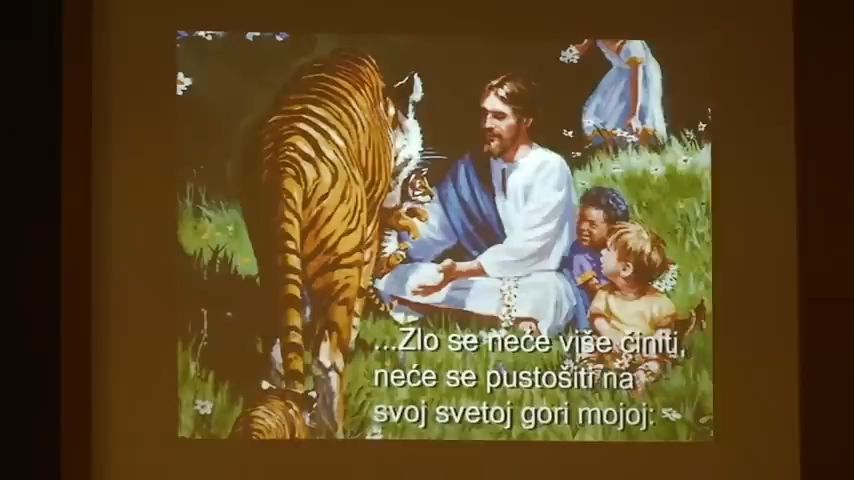 ...Zlo se neće više činiti,
neće se pustošiti na
svoj svetoj gori mojoj: